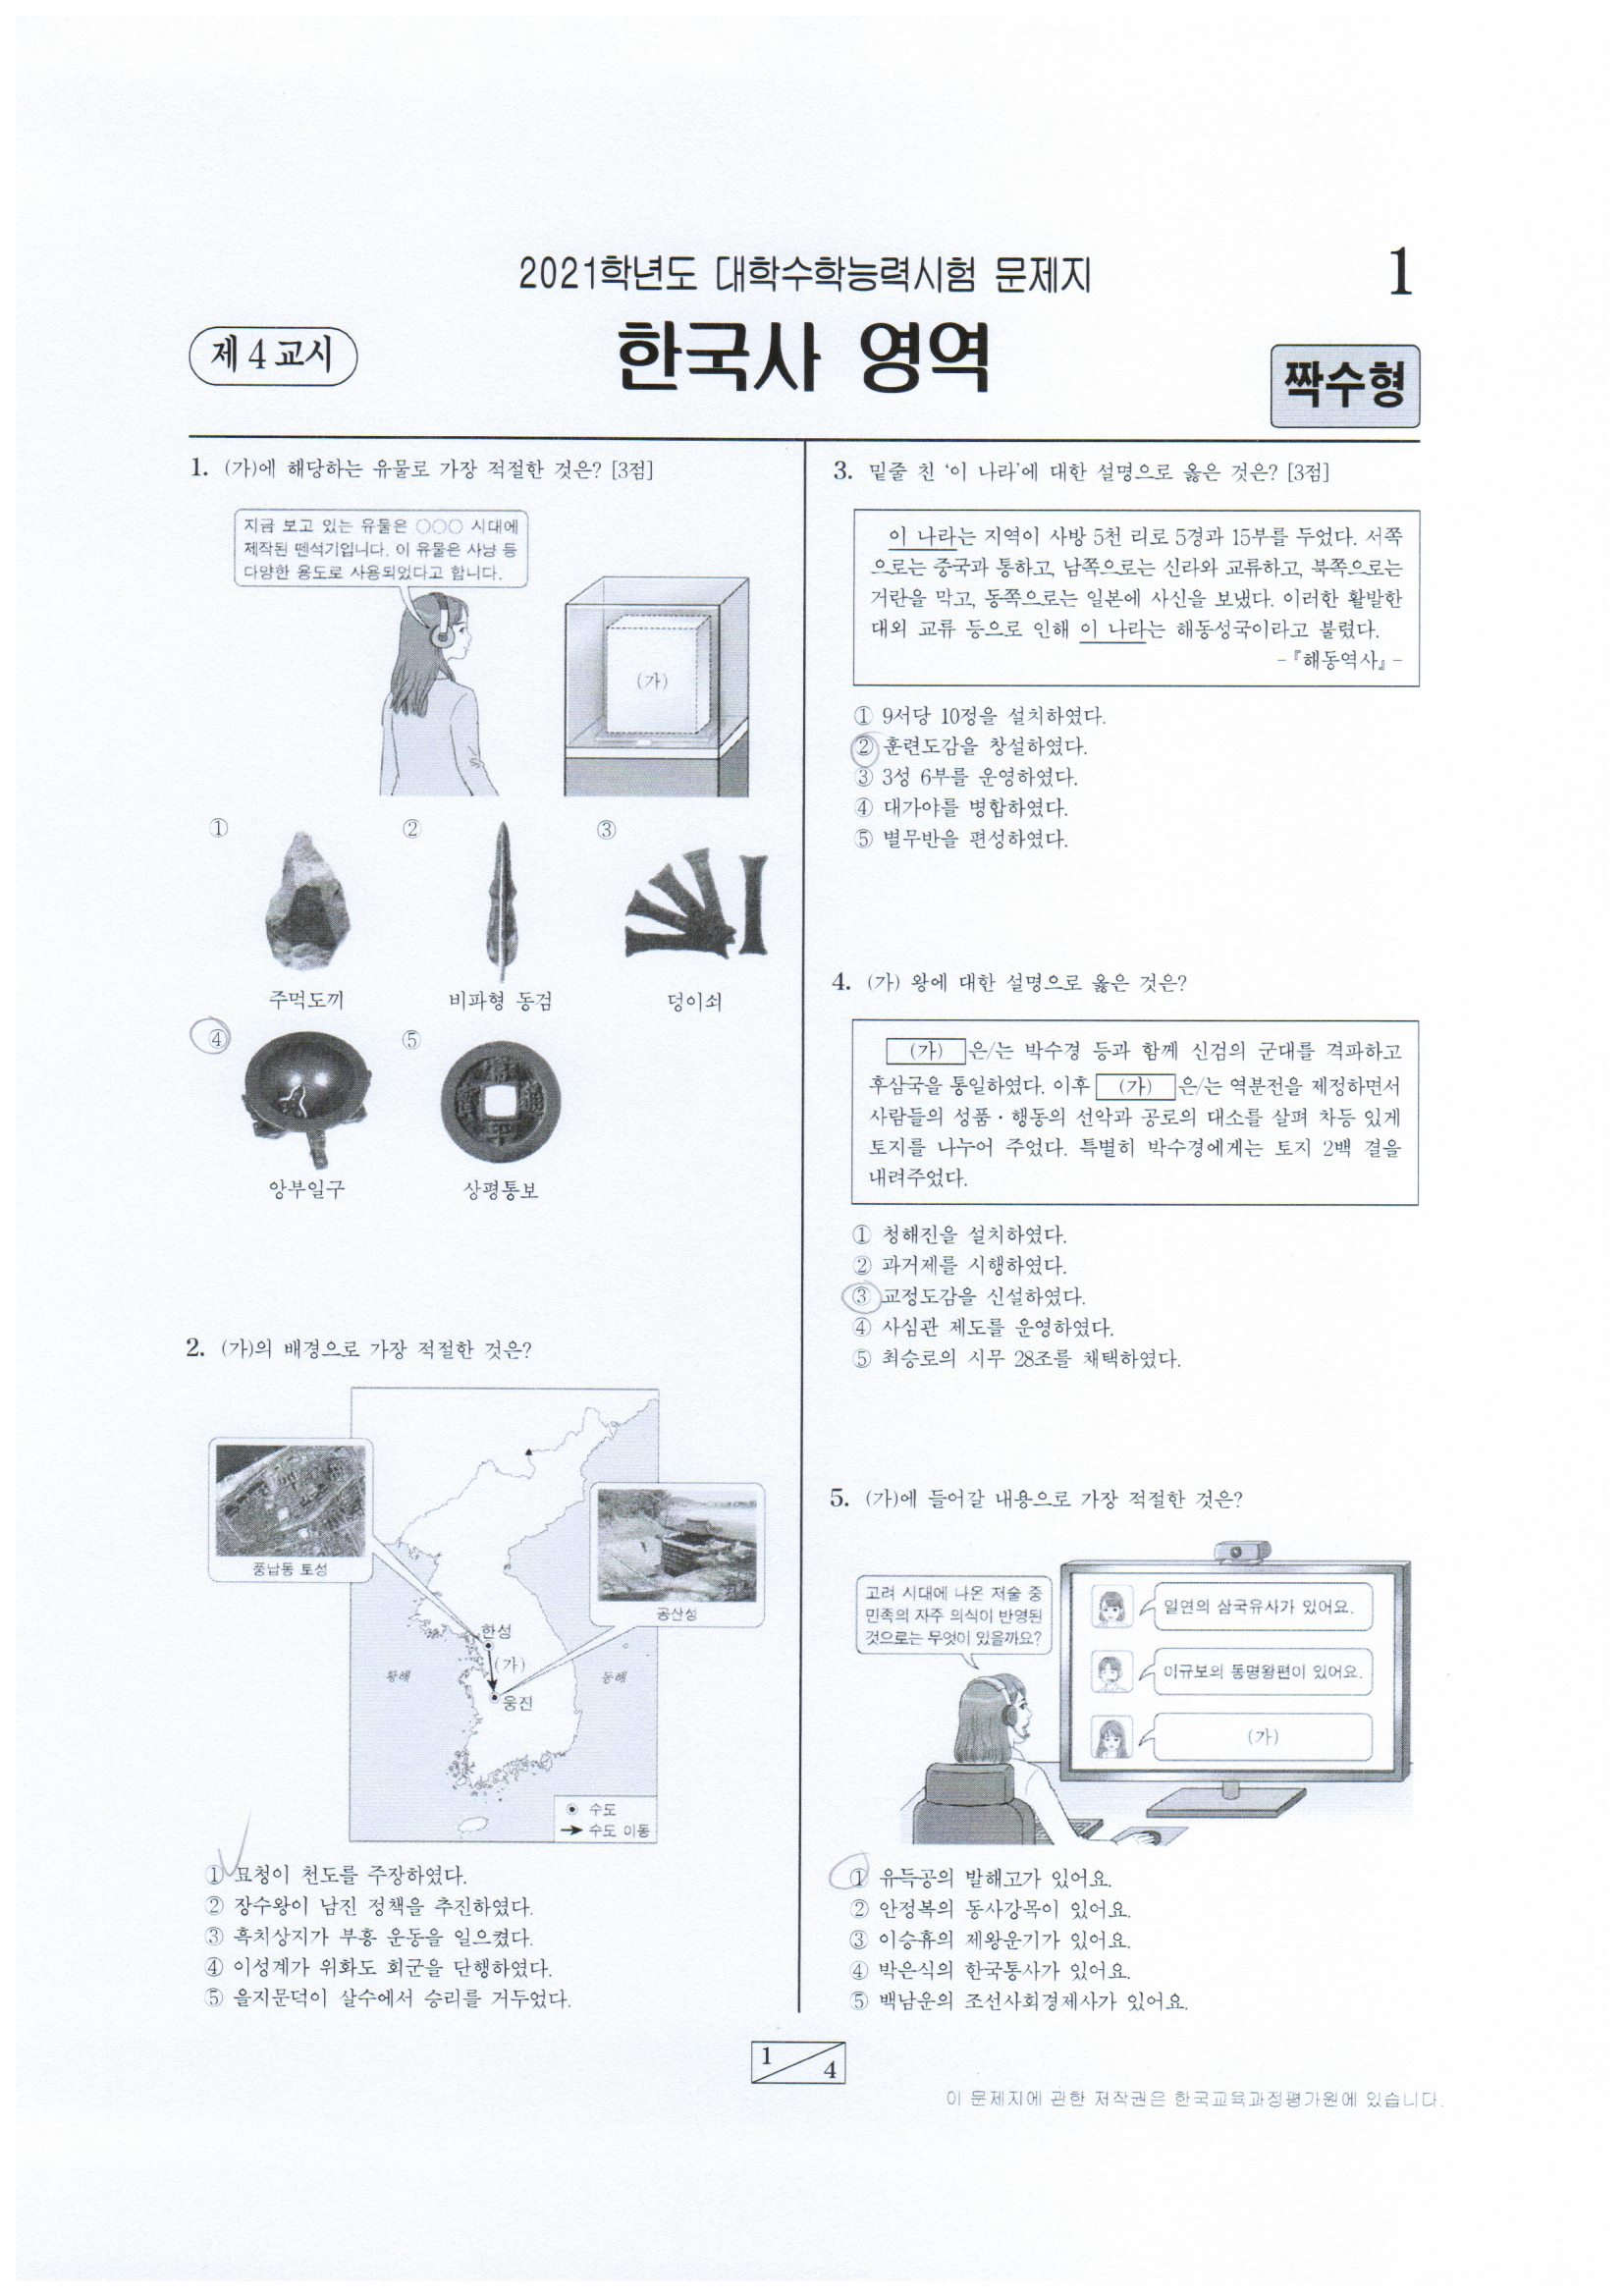 2021학년도 대학수학능력시험 문제지
1
제 4 교시
한국사 영역
짝수형
1. (가)에 해당하는 유물로 가장 적절한 것은? [3점]
지금 보고 있는 유물은 ○○○ 시대에
제작된 뗀석기입니다. 이 유물은 사냥 등
다양한 용도로 사용되었다고 합니다.
(가)
① ② ③
주먹도끼 비파형 동검 덩이쇠
④ ⑤
앙부일구 상평통보
2. (가)의 배경으로 가장 적절한 것은?
풍납동 토성
공산성
한성
(가)
황해
동해
웅진
수도
수도 이동
① 묘청이 천도를 주장하였다.
② 장수왕이 남진 정책을 추진하였다.
③ 흑치상지가 부흥 운동을 일으켰다.
④ 이성계가 위화도 회군을 단행하였다.
⑤ 을지문덕이 살수에서 승리를 거두었다.
3. 밑줄 친 ‘이 나라’에 대한 설명으로 옳은 것은? [3점]
이 나라는 지역이 사방 5천 리로 5경과 15부를 두었다. 서쪽
으로는 중국과 통하고, 남쪽으로는 신라와 교류하고, 북쪽으로는
거란을 막고, 동쪽으로는 일본에 사신을 보냈다. 이러한 활발한
대외 교류 등으로 인해 이 나라는 해동성국이라고 불렸다.
-『해동역사』-
① 9서당 10정을 설치하였다.
② 훈련도감을 창설하였다.
③ 3성 6부를 운영하였다.
④ 대가야를 병합하였다.
⑤ 별무반을 편성하였다.
4. (가) 왕에 대한 설명으로 옳은 것은?
(가) 은/는 박수경 등과 함께 신검의 군대를 격파하고
후삼국을 통일하였다. 이후 (가) 은/는 역분전을 제정하면서
사람들의 성품·행동의 선악과 공로의 대소를 살펴 차등 있게
토지를 나누어 주었다. 특별히 박수경에게는 토지 2백 결을
내려주었다.
① 청해진을 설치하였다.
② 과거제를 시행하였다.
③ 교정도감을 신설하였다.
④ 사심관 제도를 운영하였다.
⑤ 최승로의 시무 28조를 채택하였다.
5. (가)에 들어갈 내용으로 가장 적절한 것은?
고려 시대에 나온 저술 중
민족의 자주 의식이 반영된
것으로는 무엇이 있을까요?
일연의 삼국유사가 있어요.
이규보의 동명왕편이 있어요.
(가)
① 유득공의 발해고가 있어요.
② 안정복의 동사강목이 있어요.
③ 이승휴의 제왕운기가 있어요.
④ 박은식의 한국통사가 있어요.
⑤ 백남운의 조선사회경제사가 있어요.
1 4
이 문제지에 관한 저작권은 한국교육과정평가원에 있습니다.